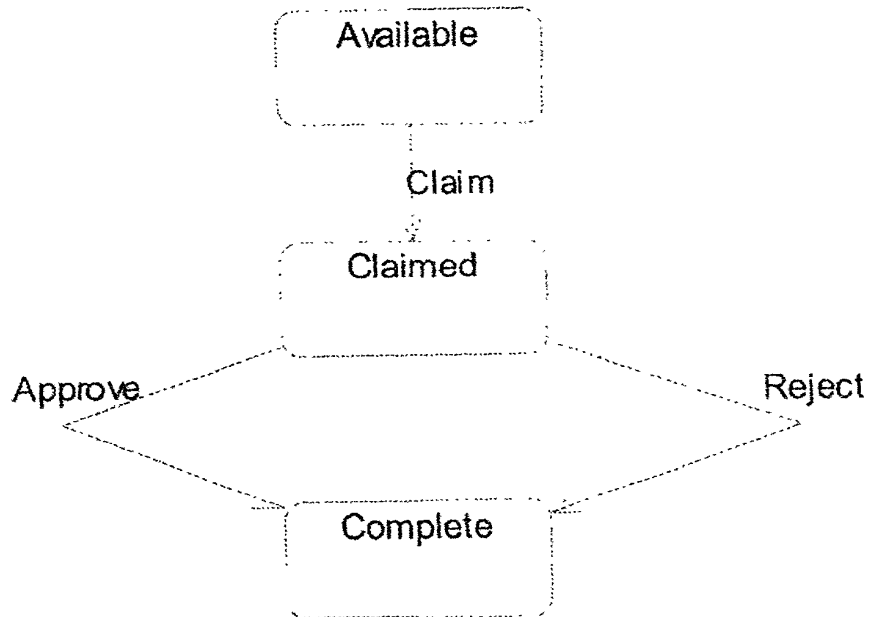 Available
Claim
Claimed
Approve
Reject
Complete